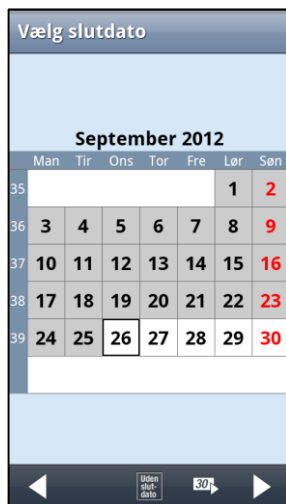 Vælg slutdato
September 2012
Man Tir Ons Tor Fre Lør Søn
35 1 2
36 3 4 5 6 7 8 9
37 10 11 12 13 14 15 16
38 17 18 19 20 21 22 23
39 24 25 26 27 28 29 30
Uden
slut-
dato
30